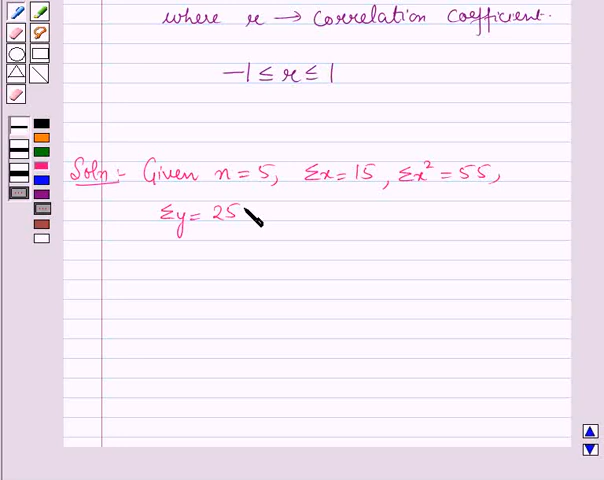 where r → Correlation Coefficient.
-1 ≤ r ≤ 1
Soln:- Given n = 5, Σx = 15, Σx² = 55,
Σy = 25